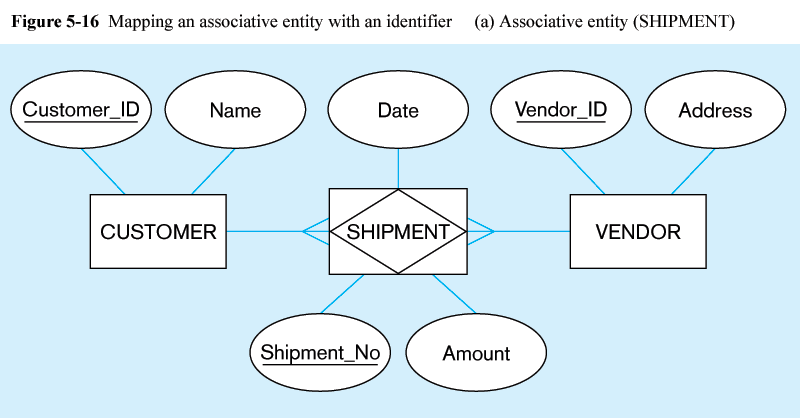 Figure 5-16 Mapping an associative entity with an identifier (a) Associative entity (SHIPMENT)
Customer_ID Name Date Vendor_ID Address
CUSTOMER SHIPMENT VENDOR
Shipment_No Amount